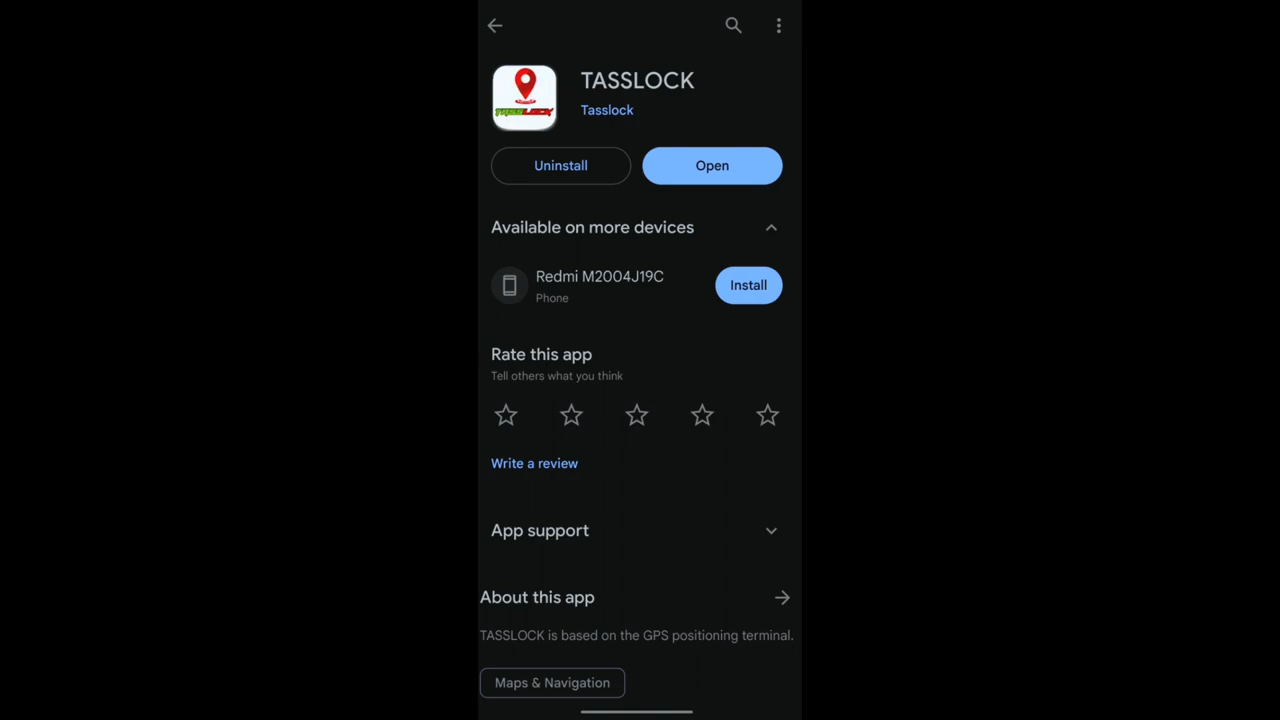 TASSLOCK
TASSLOCK
Tasslock
Uninstall
Open
Available on more devices
Redmi M2004J19C
Phone
Install
Rate this app
Tell others what you think
Write a review
App support
About this app
TASSLOCK is based on the GPS positioning terminal.
Maps & Navigation